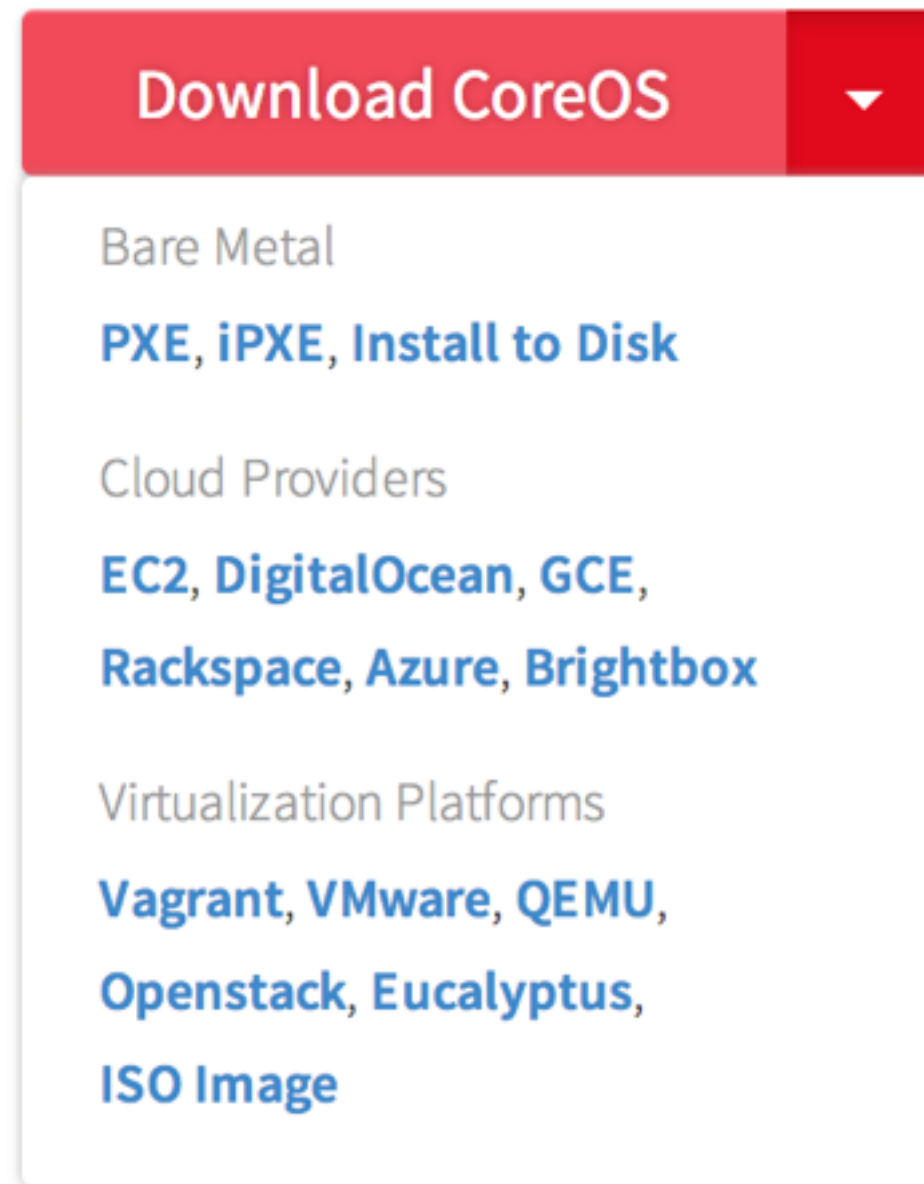 Download CoreOS
Bare Metal
PXE, iPXE, Install to Disk
Cloud Providers
EC2, DigitalOcean, GCE,
Rackspace, Azure, Brightbox
Virtualization Platforms
Vagrant, VMware, QEMU,
Openstack, Eucalyptus,
ISO Image